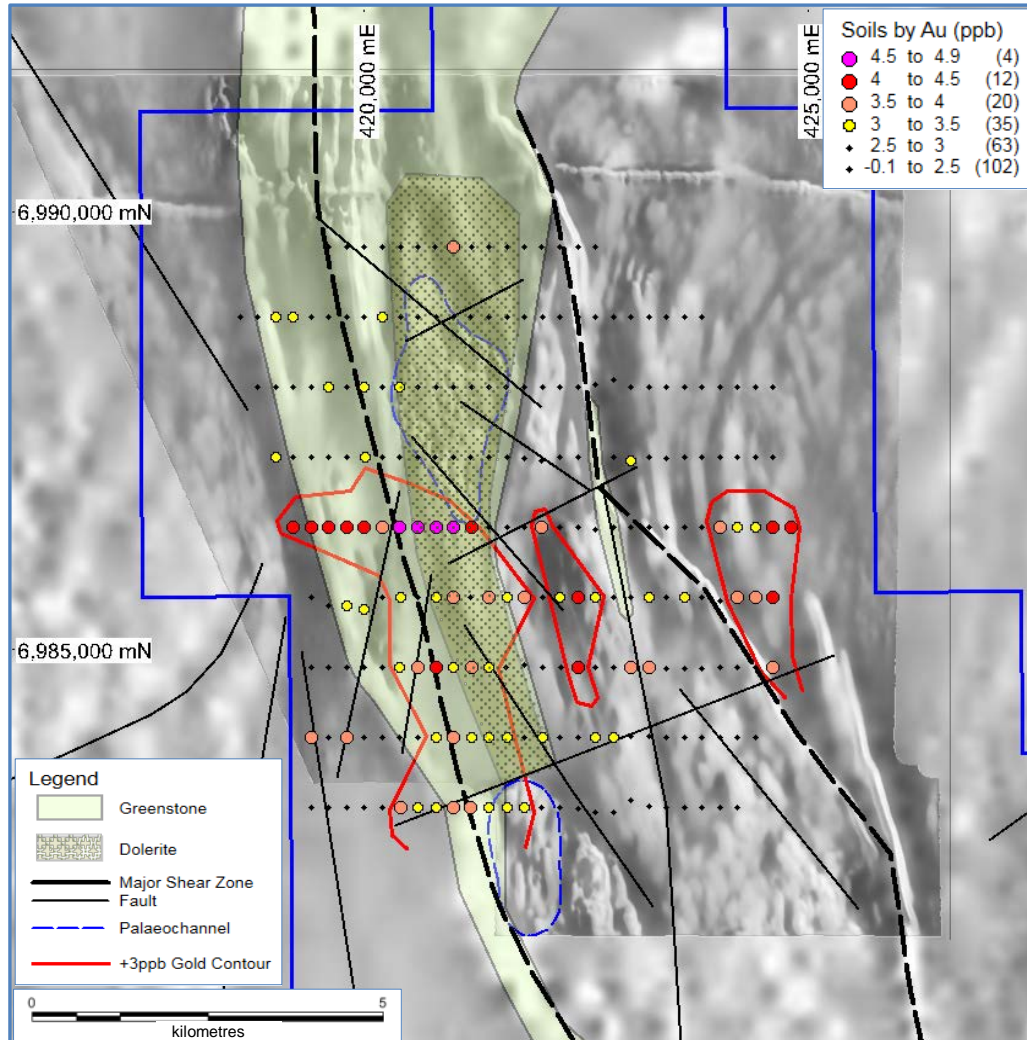 420,000 mE
425,000 mE
Soils by Au (ppb)
4.5 to 4.9 (4)
4 to 4.5 (12)
3.5 to 4 (20)
3 to 3.5 (35)
2.5 to 3 (63)
-0.1 to 2.5 (102)
6,990,000 mN
6,985,000 mN
Legend
Greenstone
Dolerite
Major Shear Zone
Fault
Palaeochannel
+3ppb Gold Contour
0 5
kilometres